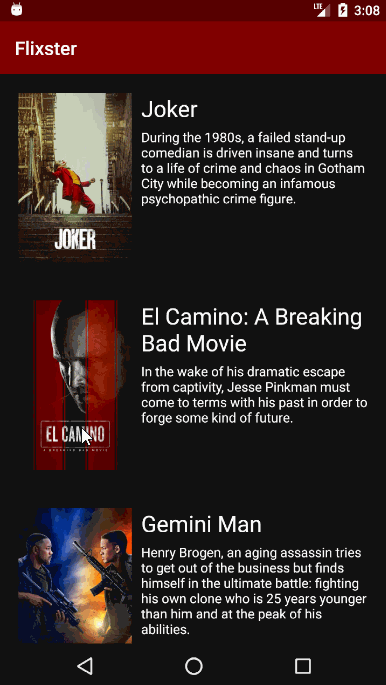 LTE 3:08
Flixster
Joker
During the 1980s, a failed stand-up
comedian is driven insane and turns
to a life of crime and chaos in Gotham
City while becoming an infamous
psychopathic crime figure.
JOKER
El Camino: A Breaking
Bad Movie
In the wake of his dramatic escape
from captivity, Jesse Pinkman must
come to terms with his past in order to
forge some kind of future.
EL CAMINO
A BREAKING BAD MOVIE
Gemini Man
Henry Brogen, an aging assassin tries
to get out of the business but finds
himself in the ultimate battle: fighting
his own clone who is 25 years younger
than him and at the peak of his
abilities.